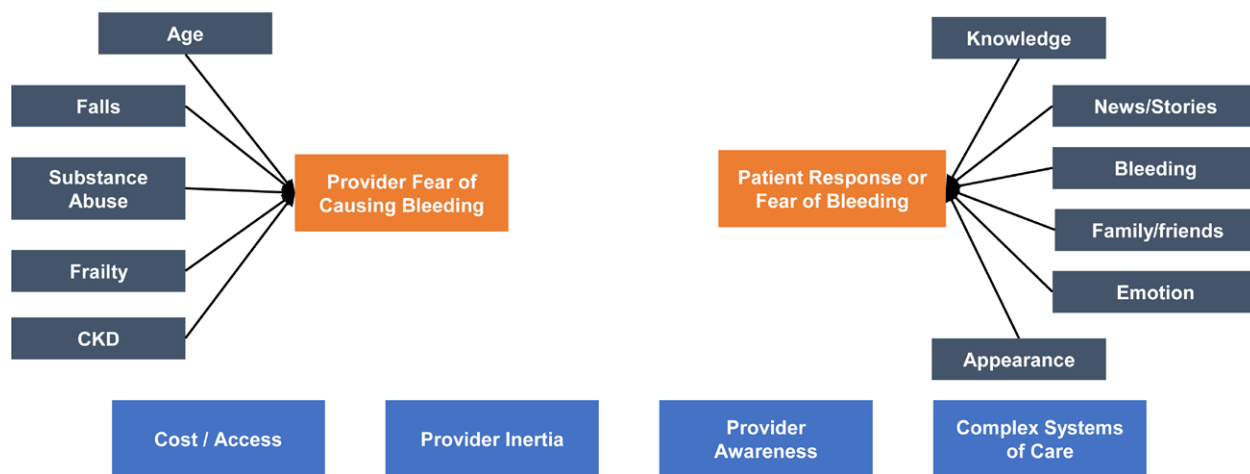 Age
Falls
Substance
Abuse
Frailty
CKD
Provider Fear of
Causing Bleeding
Knowledge
News/Stories
Bleeding
Family/friends
Emotion
Appearance
Patient Response or
Fear of Bleeding
Cost / Access
Provider Inertia
Provider
Awareness
Complex Systems
of Care